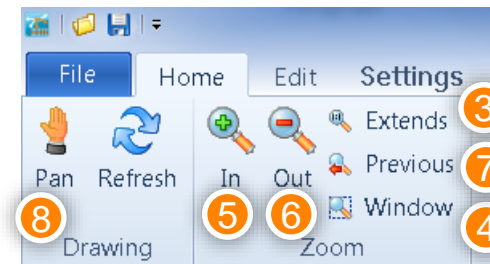 File Home Edit Settings
Extends 3
Previous 7
Window 4
Pan Refresh In Out
8 5 6
Drawing Zoom